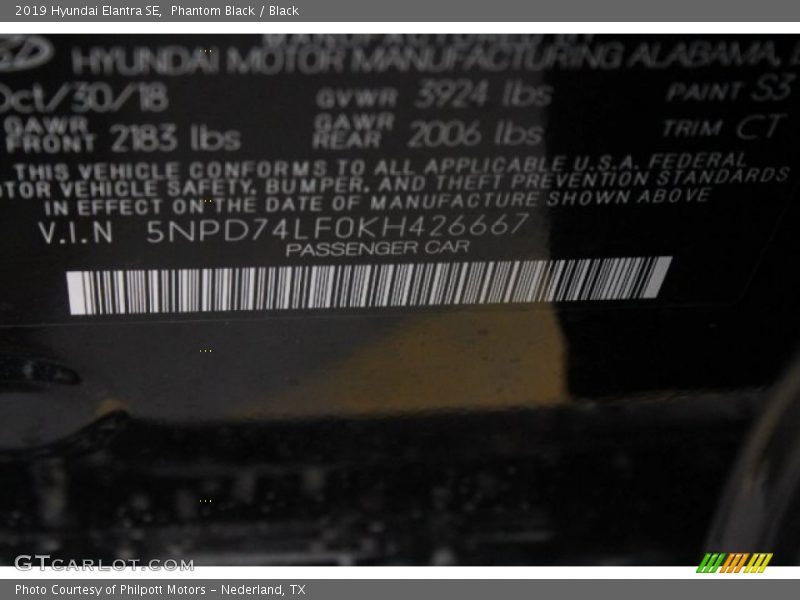 2019 Hyundai Elantra SE, Phantom Black / Black
HYUNDAI MOTOR MANUFACTURING ALABAMA,
Oct/30/18 GVWR 3924 lbs PAINT S3
GAWR FRONT 2183 lbs GAWR REAR 2006 lbs TRIM CT
THIS VEHICLE CONFORMS TO ALL APPLICABLE U.S.A. FEDERAL
OTOR VEHICLE SAFETY, BUMPER, AND THEFT PREVENTION STANDARDS
IN EFFECT ON THE DATE OF MANUFACTURE SHOWN ABOVE
V.I.N 5NPD74LF0KH426667
PASSENGER CAR
GTcarlot.com
Photo Courtesy of Philpott Motors - Nederland, TX